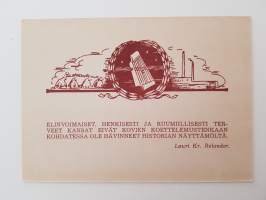 ELINVOIMAISET, HENKISESTI JA RUUMIILLISESTI TER-
VEET KANSAT EIVÄT KOVIEN KOETTELEMUSTENKAAN
KOHDATESSA OLE HÄVINNEET HISTORIAN NÄYTTÄMÖLTÄ.
Lauri Kr. Relander.